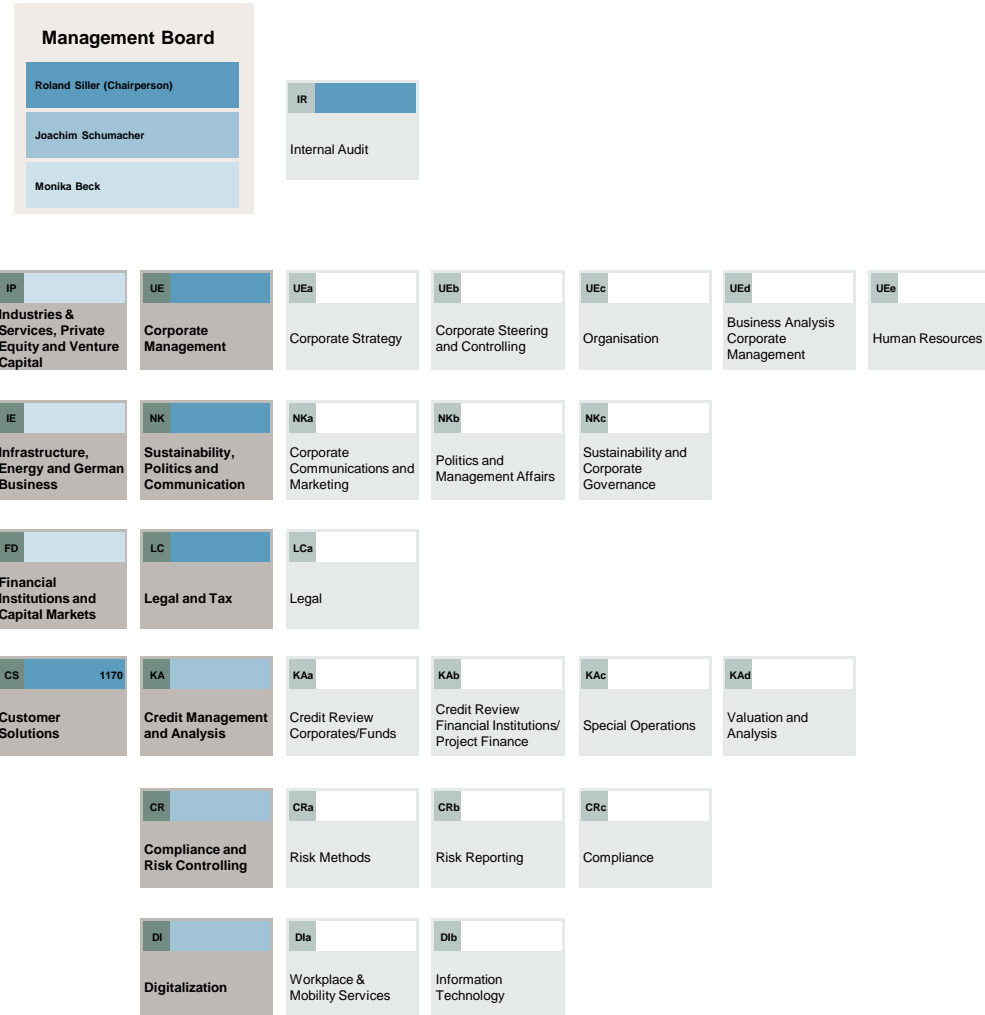 Management Board
Roland Siller (Chairperson)
Joachim Schumacher
Monika Beck
IR
Internal Audit
IP
Industries &
Services, Private
Equity and Venture
Capital
UE
Corporate
Management
UEa
Corporate Strategy
UEb
Corporate Steering
and Controlling
UEc
Organisation
UEd
Business Analysis
Corporate
Management
UEe
Human Resources
IE
Infrastructure,
Energy and German
Business
NK
Sustainability,
Politics and
Communication
NKa
Corporate
Communications and
Marketing
NKb
Politics and
Management Affairs
NKc
Sustainability and
Corporate
Governance
FD
Financial
Institutions and
Capital Markets
LC
Legal and Tax
LCa
Legal
CS 1170
Customer
Solutions
KA
Credit Management
and Analysis
KAa
Credit Review
Corporates/Funds
KAb
Credit Review
Financial Institutions/
Project Finance
KAc
Special Operations
KAd
Valuation and
Analysis
CR
Compliance and
Risk Controlling
CRa
Risk Methods
CRb
Risk Reporting
CRc
Compliance
DI
Digitalization
DIa
Workplace &
Mobility Services
DIb
Information
Technology